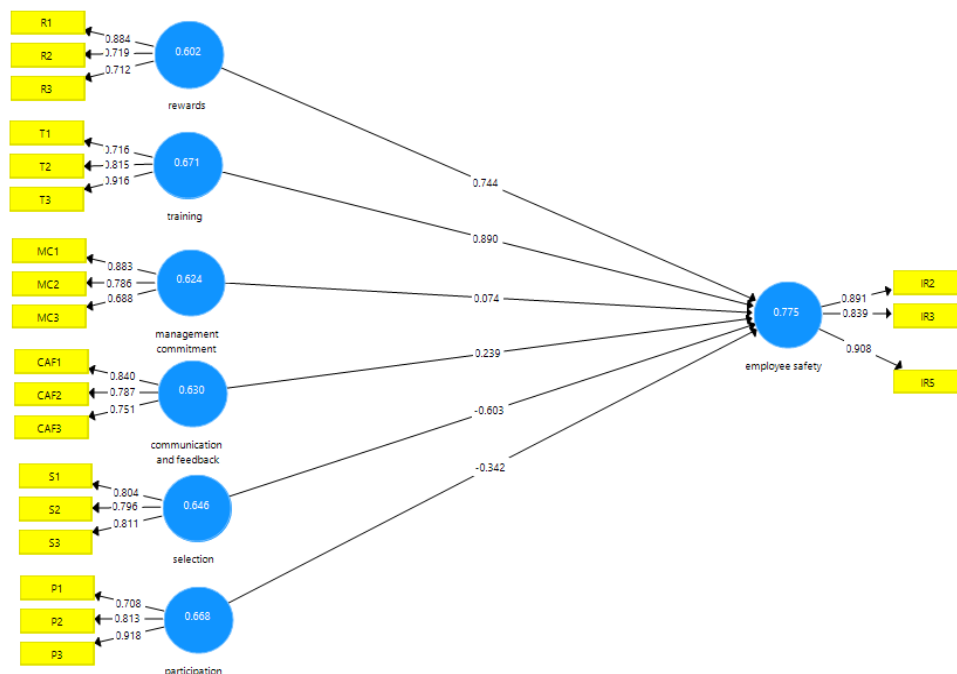 R1
0.884
R2
0.719
R3
0.712
0.602
rewards
T1
0.716
T2
0.815
T3
0.916
0.671
training
MC1
0.883
MC2
0.786
MC3
0.688
0.624
management
commitment
CAF1
0.840
CAF2
0.787
CAF3
0.751
0.630
communication
and feedback
S1
0.804
S2
0.796
S3
0.811
0.646
selection
P1
0.708
P2
0.813
P3
0.918
0.668
participation
0.744
0.890
0.074
0.239
-0.603
-0.342
0.775
employee safety
0.891
IR2
0.839
IR3
0.908
IR5